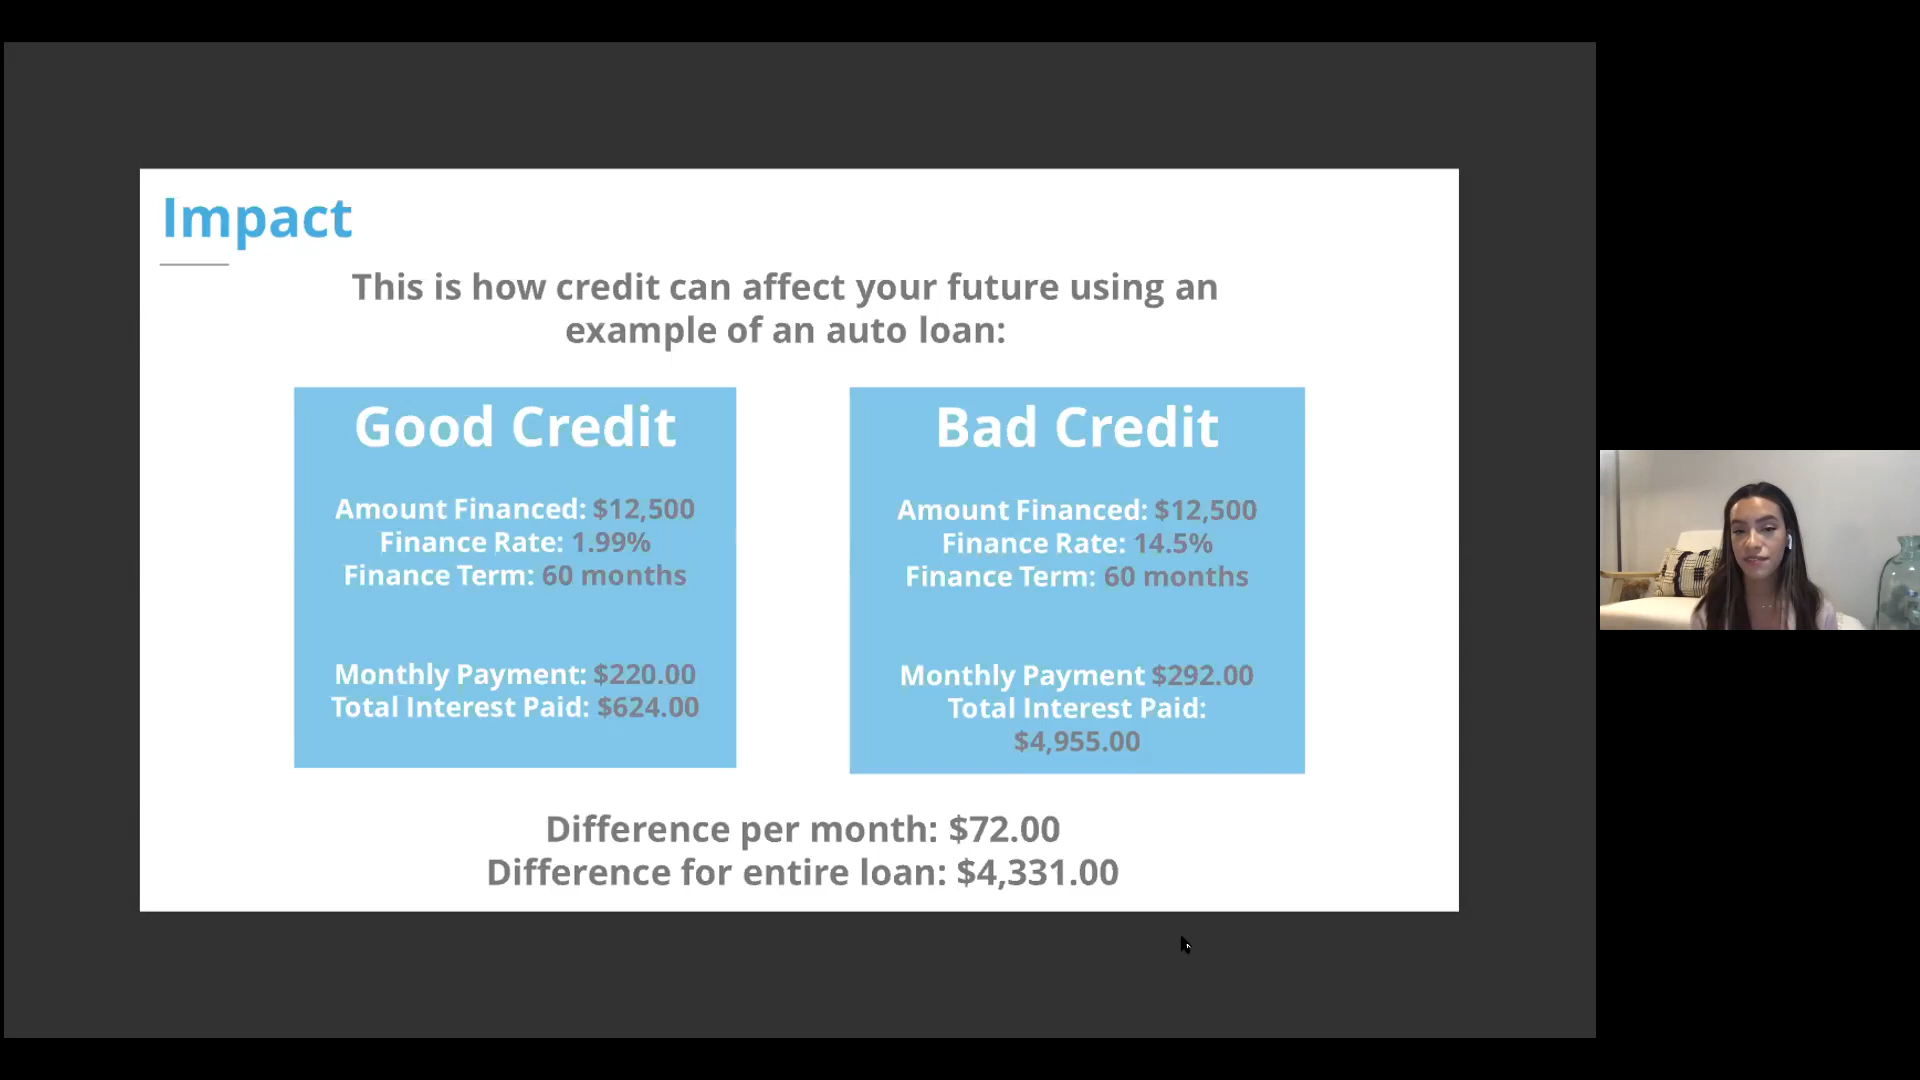 Impact
This is how credit can affect your future using an
example of an auto loan:
Good Credit
Amount Financed: $12,500
Finance Rate: 1.99%
Finance Term: 60 months
Monthly Payment: $220.00
Total Interest Paid: $624.00
Bad Credit
Amount Financed: $12,500
Finance Rate: 14.5%
Finance Term: 60 months
Monthly Payment $292.00
Total Interest Paid:
$4,955.00
Difference per month: $72.00
Difference for entire loan: $4,331.00